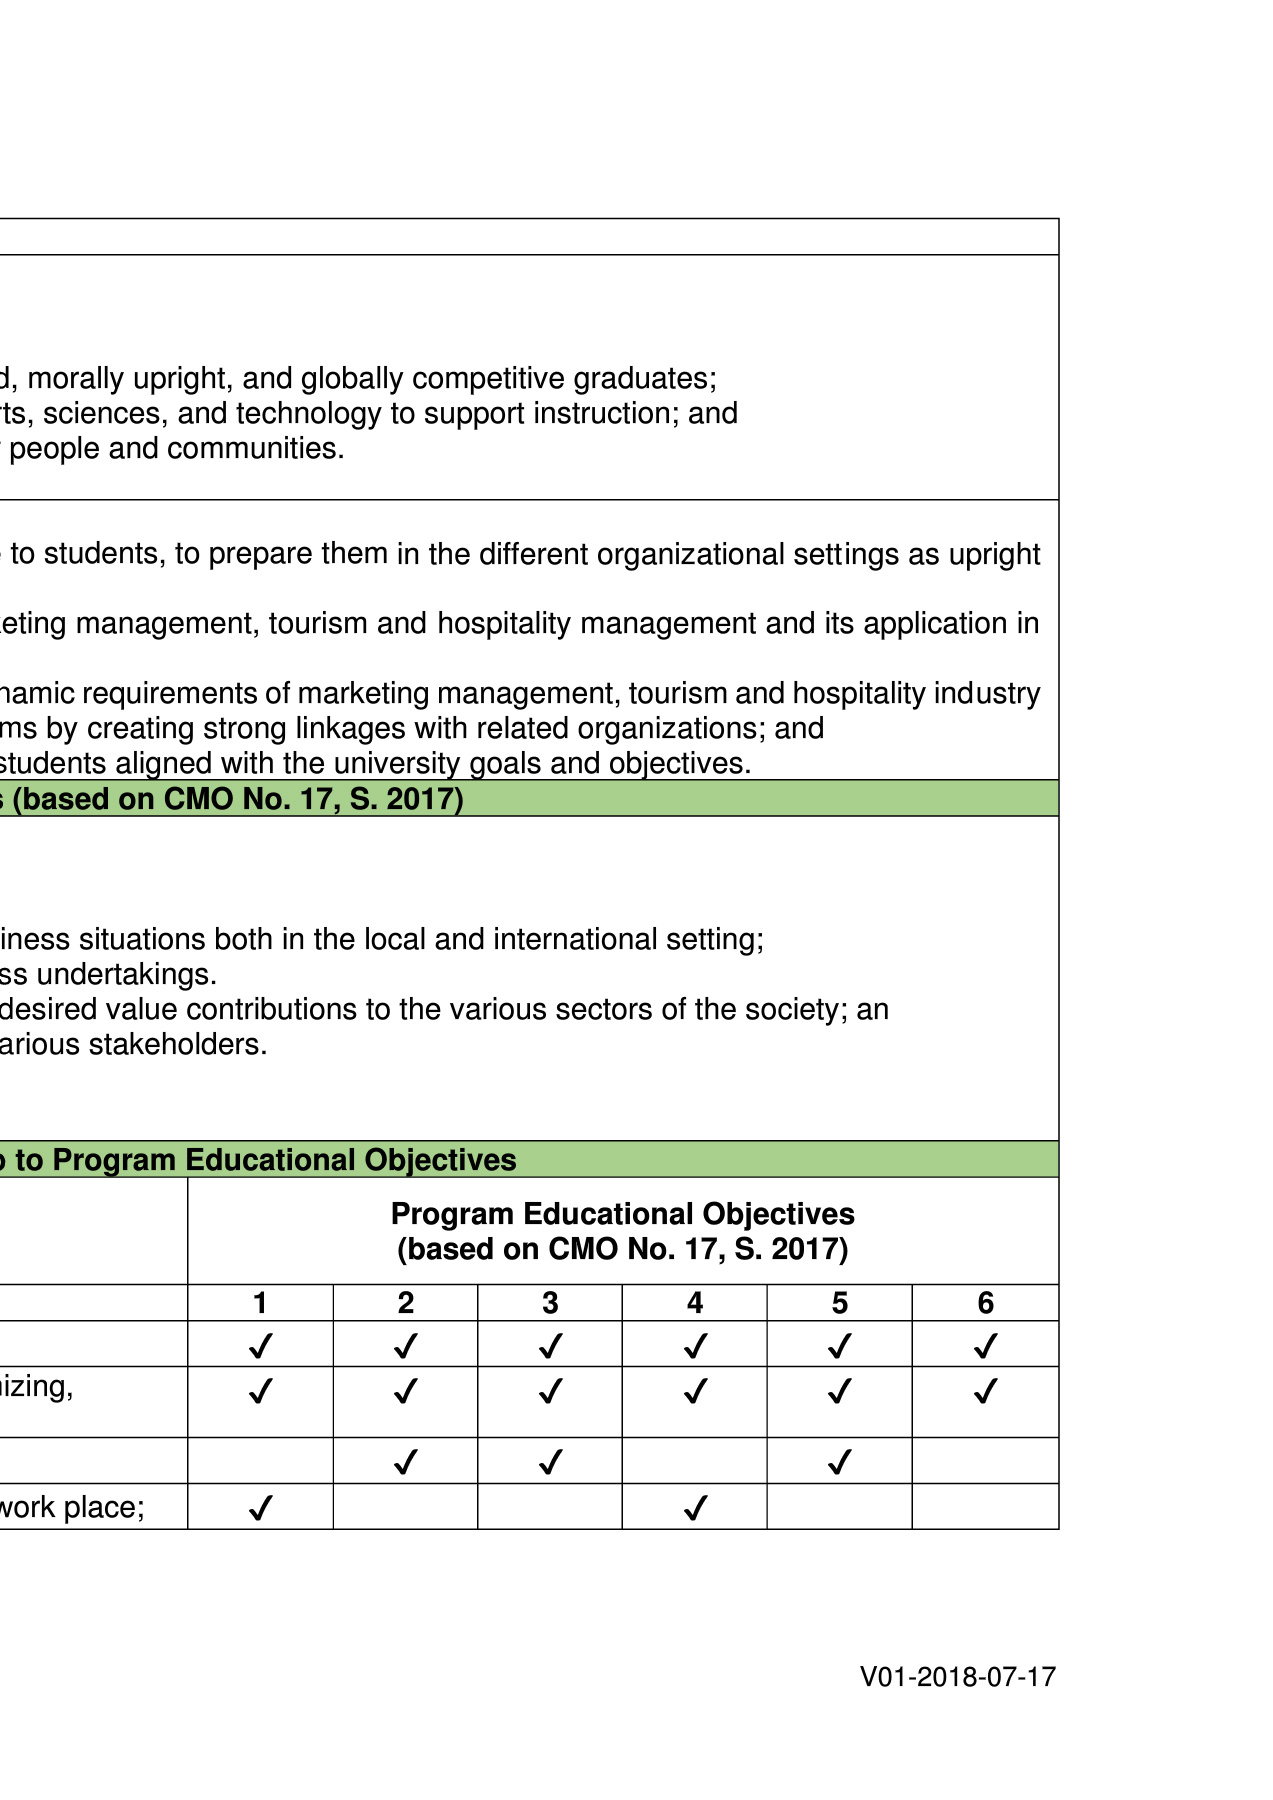 d, morally upright, and globally competitive graduates;
rts, sciences, and technology to support instruction; and
people and communities.
to students, to prepare them in the different organizational settings as upright
keting management, tourism and hospitality management and its application in
namic requirements of marketing management, tourism and hospitality industry
ms by creating strong linkages with related organizations; and
students aligned with the university goals and objectives.
s (based on CMO No. 17, S. 2017)
iness situations both in the local and international setting;
ss undertakings.
desired value contributions to the various sectors of the society; an
arious stakeholders.
to Program Educational Objectives
Program Educational Objectives
(based on CMO No. 17, S. 2017)
1 2 3 4 5 6
✓ ✓ ✓ ✓ ✓ ✓
nizing, ✓ ✓ ✓ ✓ ✓ ✓
✓ ✓ ✓
work place; ✓ ✓
V01-2018-07-17